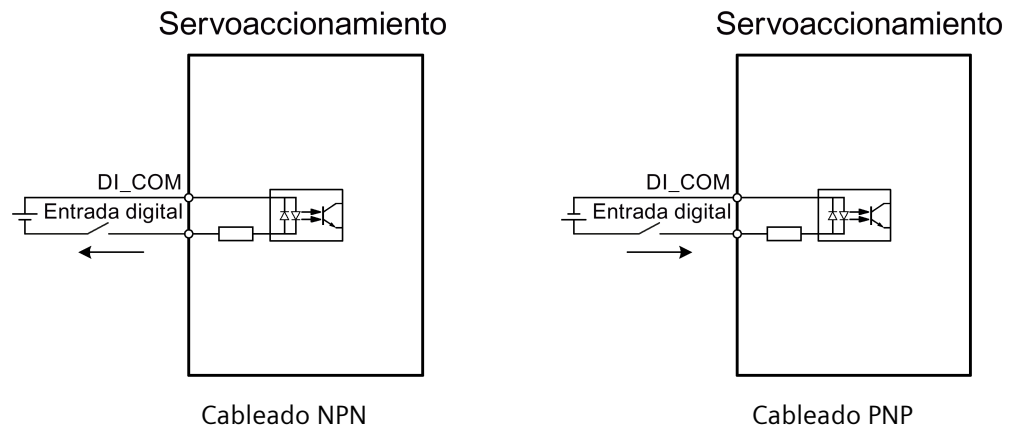 Servoaccionamiento
DI_COM
Entrada digital
Cableado NPN
Servoaccionamiento
DI_COM
Entrada digital
Cableado PNP